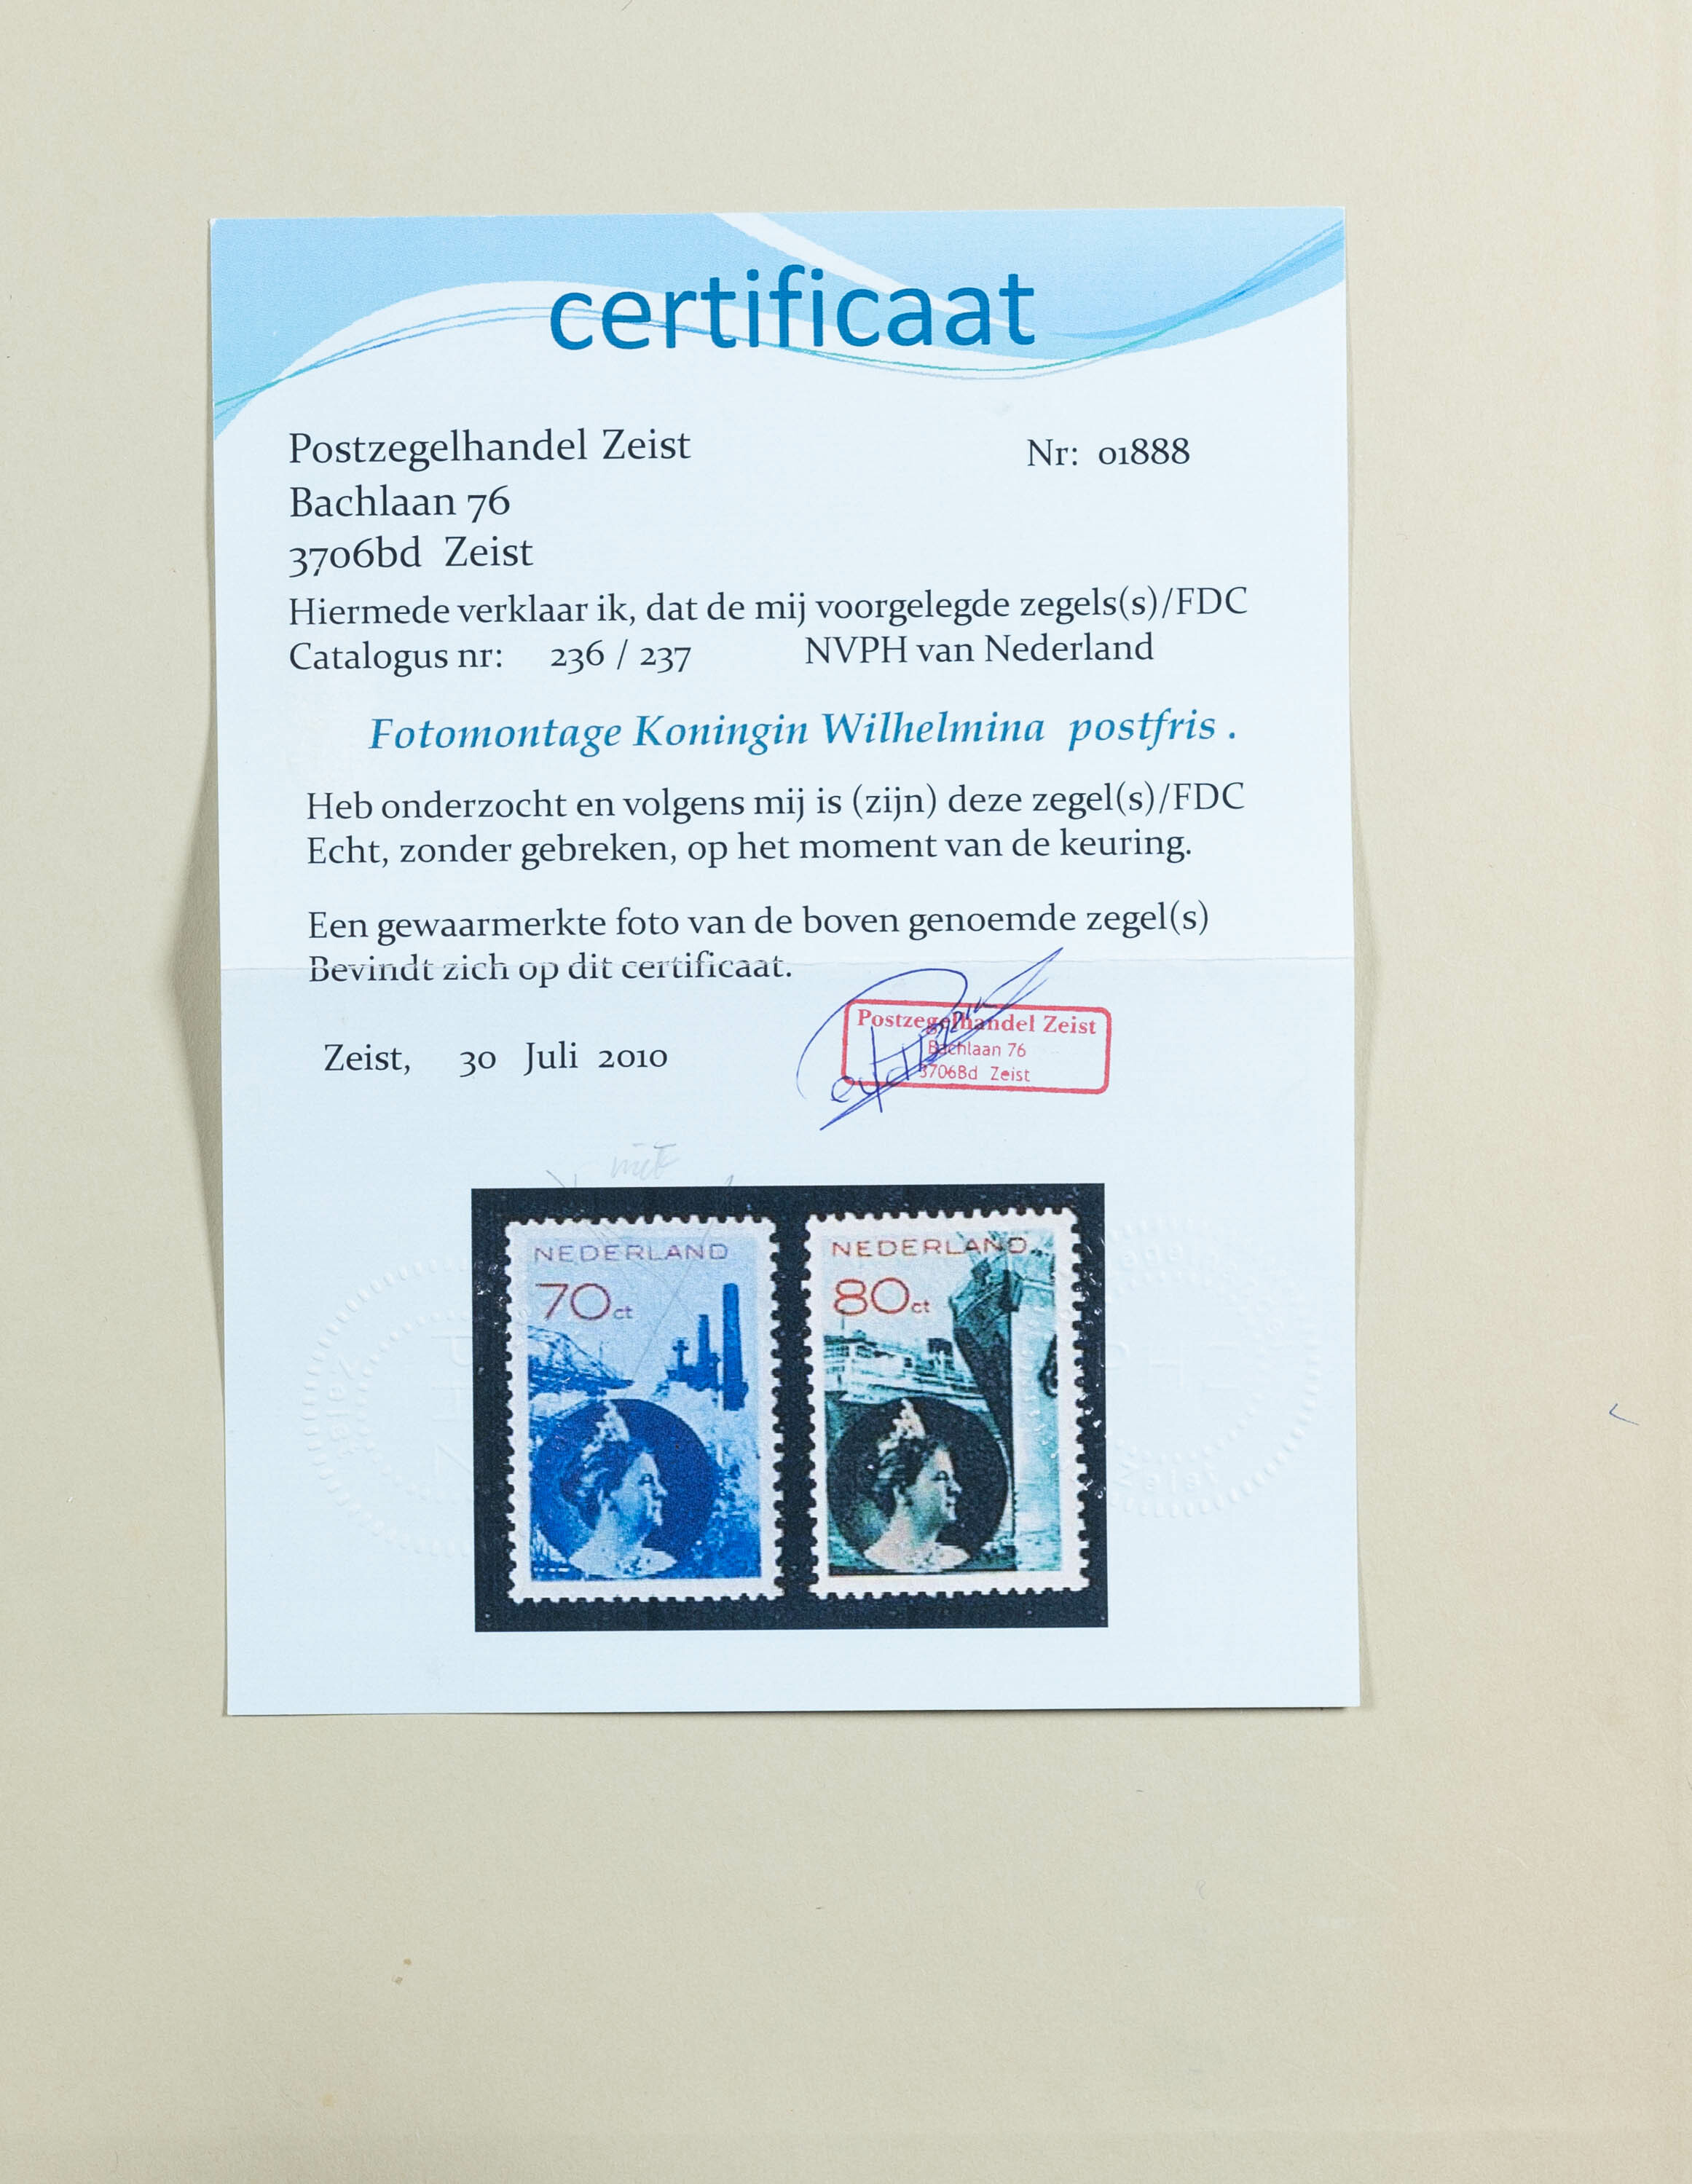 certificaat
Postzegelhandel Zeist Nr: 01888
Bachlaan 76
3706bd Zeist
Hiermede verklaar ik, dat de mij voorgelegde zegels(s)/FDC
Catalogus nr: 236 / 237 NVPH van Nederland
Fotomontage Koningin Wilhelmina postfris .
Heb onderzocht en volgens mij is (zijn) deze zegel(s)/FDC
Echt, zonder gebreken, op het moment van de keuring.
Een gewaarmerkte foto van de boven genoemde zegel(s)
Bevindt zich op dit certificaat.
Zeist, 30 Juli 2010
Postzegelhandel Zeist
Bachlaan 76
3706Bd Zeist
niet
NEDERLAND
70ct
NEDERLAND
80ct